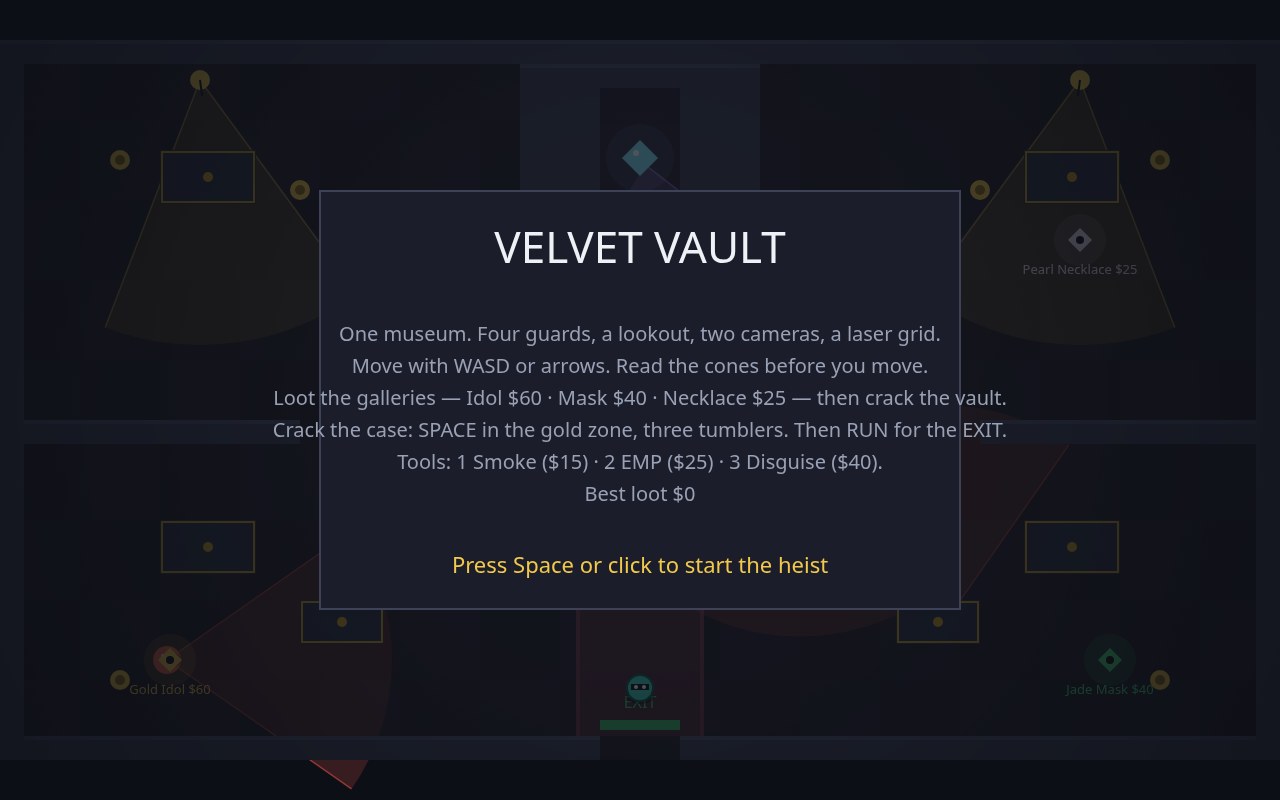 VELVET VAULT
One museum. Four guards, a lookout, two cameras, a laser grid.
Move with WASD or arrows. Read the cones before you move.
Loot the galleries — Idol $60 · Mask $40 · Necklace $25 — then crack the vault.
Crack the case: SPACE in the gold zone, three tumblers. Then RUN for the EXIT.
Tools: 1 Smoke ($15) · 2 EMP ($25) · 3 Disguise ($40).
Best loot $0
Press Space or click to start the heist
Pearl Necklace $25
Gold Idol $60
EXIT
Jade Mask $40